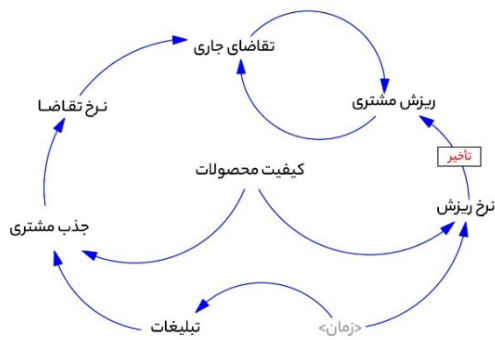 تقاضای جاری
ریزش مشتری
نرخ تقاضا
تأخیر
کیفیت محصولات
نرخ ریزش
جذب مشتری
تبلیغات
<زمان>